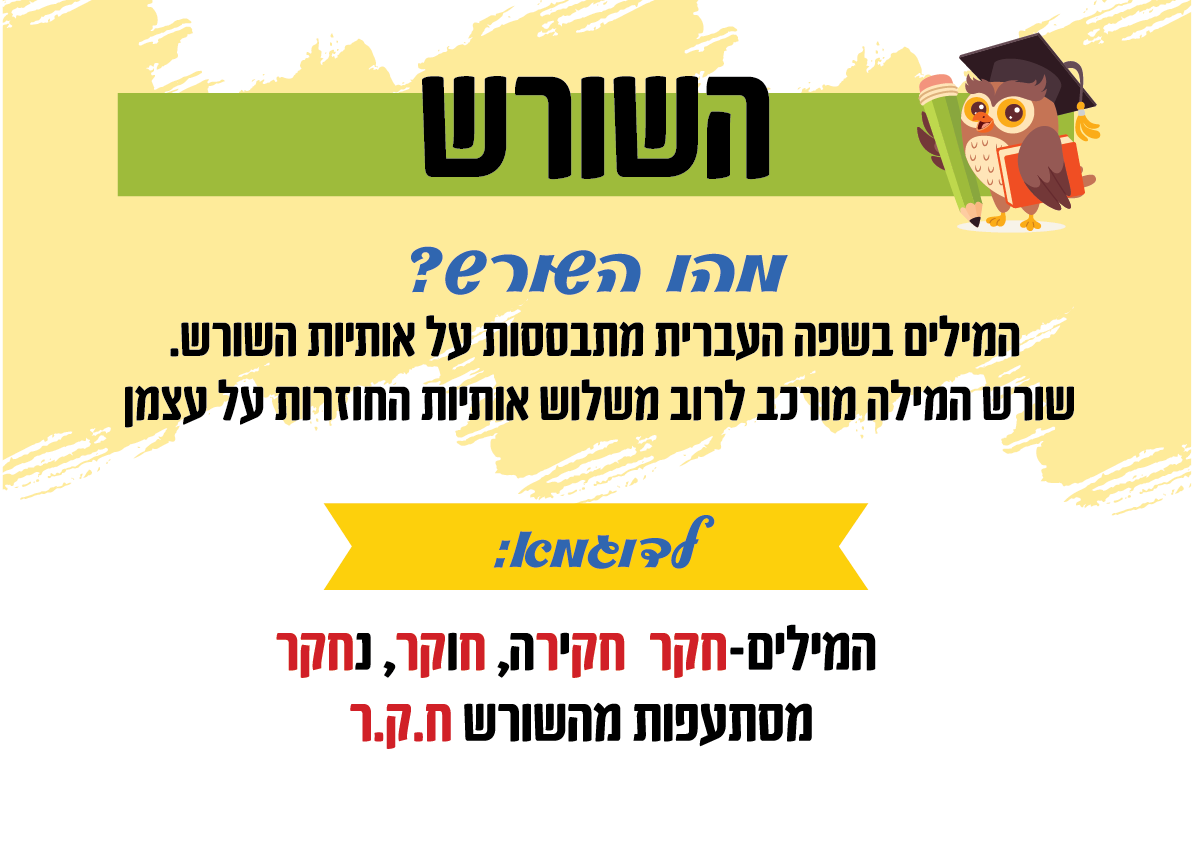 השורש
מהו השורש?
המילים בשפה העברית מתבססות על אותיות השורש.
שורש המילה מורכב לרוב משלוש אותיות החוזרות על עצמן
לדוגמא:
המילים-חקר חקירה, חוקר, נחקר
מסתעפות מהשורש ח.ק.ר